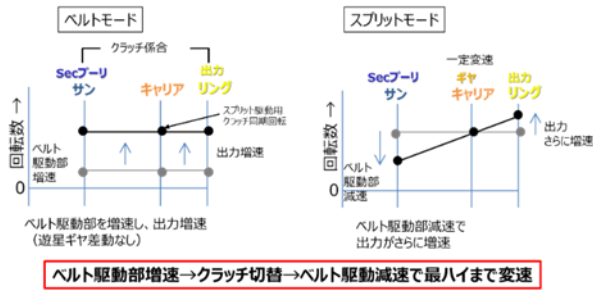 ベルトモード
クラッチ係合
Secプーリ
サン
キャリア
出力
リング
回転数 →
スプリット駆動用
クラッチ同期回転
ベルト
駆動部
増速
出力増速
0
ベルト駆動部を増速し、出力増速
（遊星ギヤ差動なし）
スプリットモード
一定変速
Secプーリ
サン
ギヤ
キャリア
出力
リング
回転数 →
出力
さらに増速
ベルト
駆動部
減速
0
ベルト駆動部減速で
出力がさらに増速
ベルト駆動部増速→クラッチ切替→ベルト駆動減速で最ハイまで変速